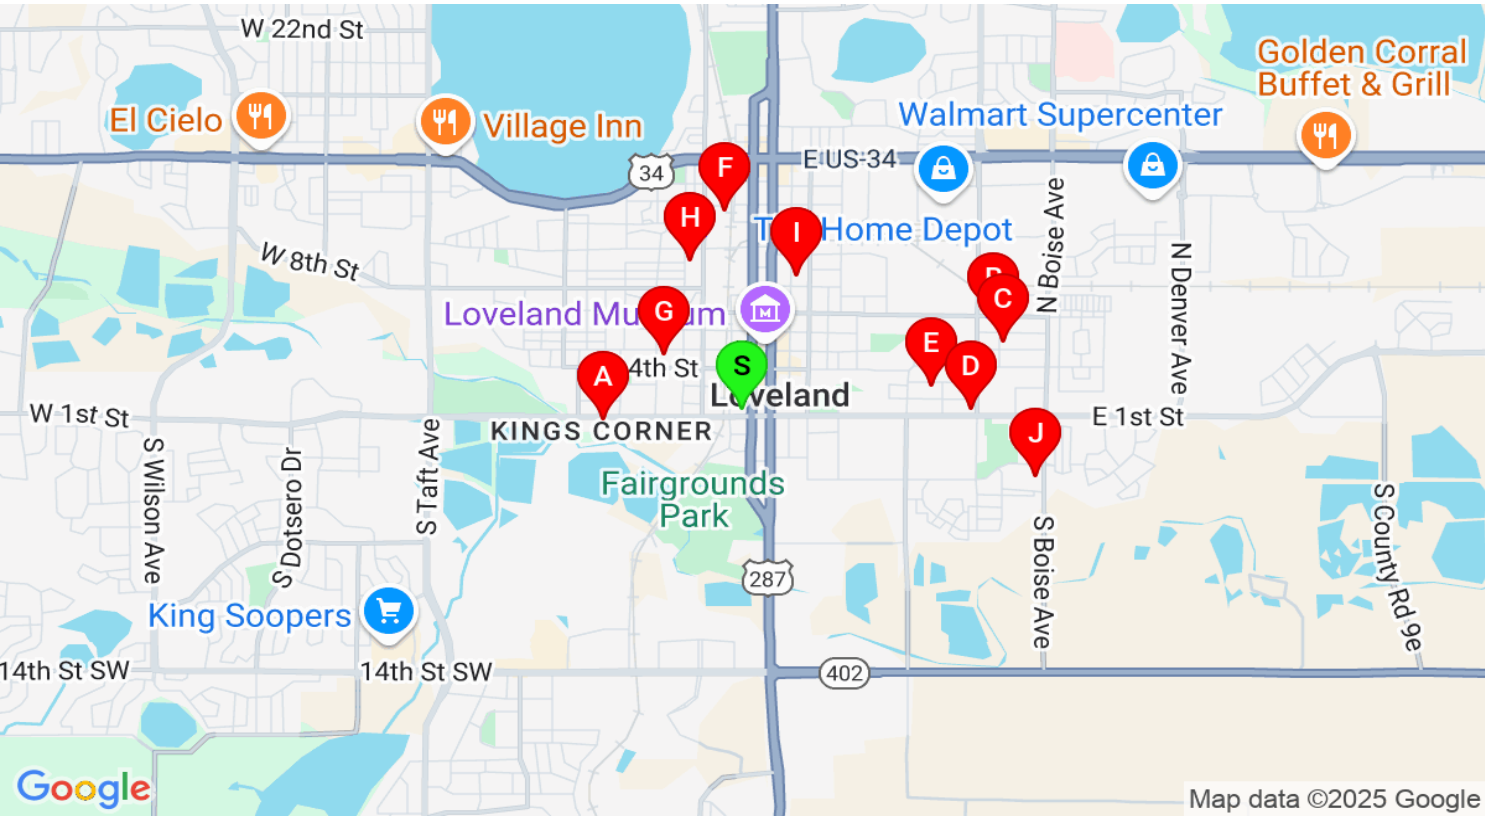 W 22nd St
Golden Corral
Buffet & Grill
El Cielo
Village Inn
Walmart Supercenter
34
E US-34
F
H
I
Home Depot
N Boise Ave
W 8th St
N Denver Ave
C
Loveland
G
E
D
S
4th St
A
Loveland
W 1st St
KINGS CORNER
E 1st St
J
S Wilson Ave
S Dotsero Dr
S Taft Ave
Fairgrounds
Park
S Boise Ave
S County Rd 9e
287
King Soopers
14th St SW
14th St SW
402
Google
Map data ©2025 Google